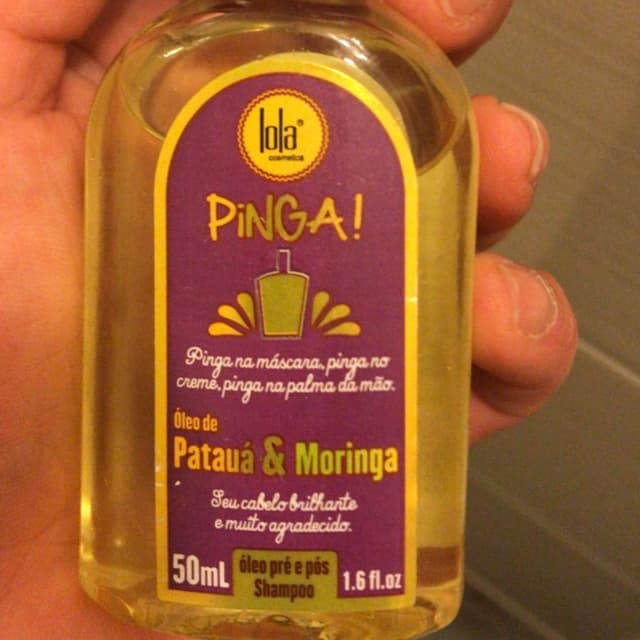 lola®
cosmetics
PiNGA!
Pinga na máscara, pinga no
creme, pinga na palma da mão.
Óleo de
Patauá & Moringa
Seu cabelo brilhante
e muito agradecido.
50mL
óleo pré e pós
Shampoo
1.6 fl.oz